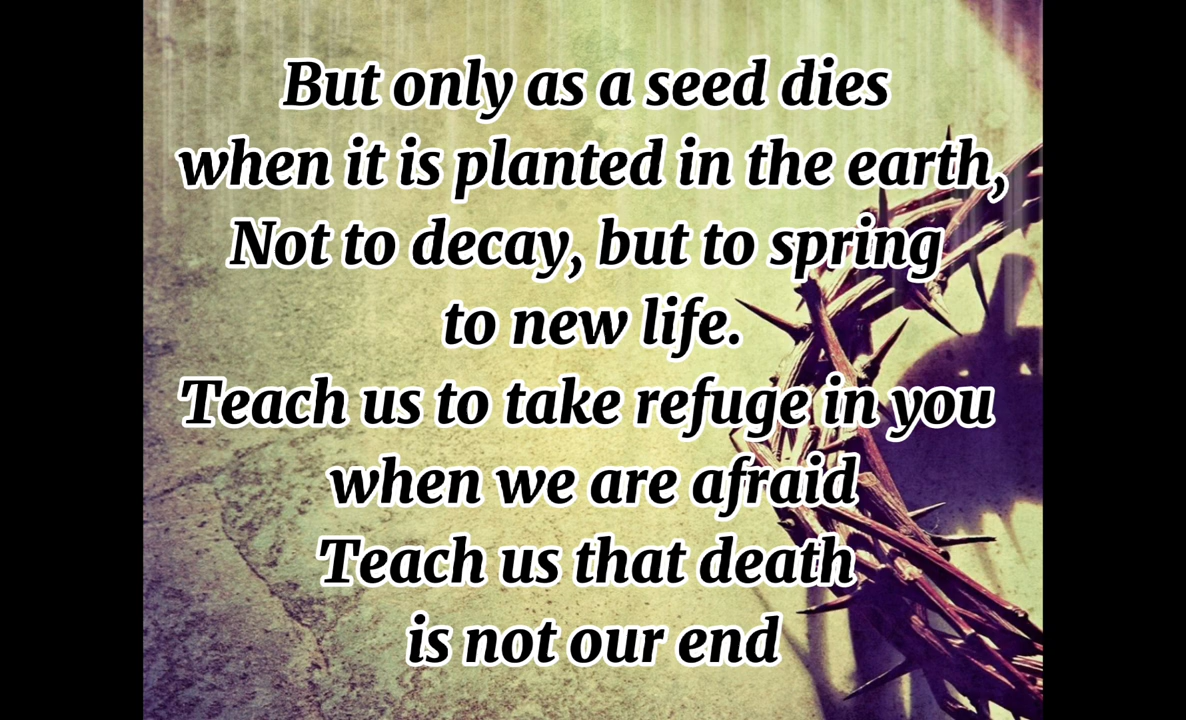 But only as a seed dies
when it is planted in the earth,
Not to decay, but to spring
to new life.
Teach us to take refuge in you
when we are afraid
Teach us that death
is not our end